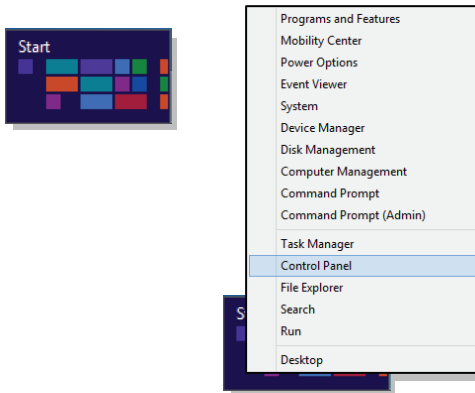 Start
Programs and Features
Mobility Center
Power Options
Event Viewer
System
Device Manager
Disk Management
Computer Management
Command Prompt
Command Prompt (Admin)
Task Manager
Control Panel
File Explorer
Search
Run
Desktop